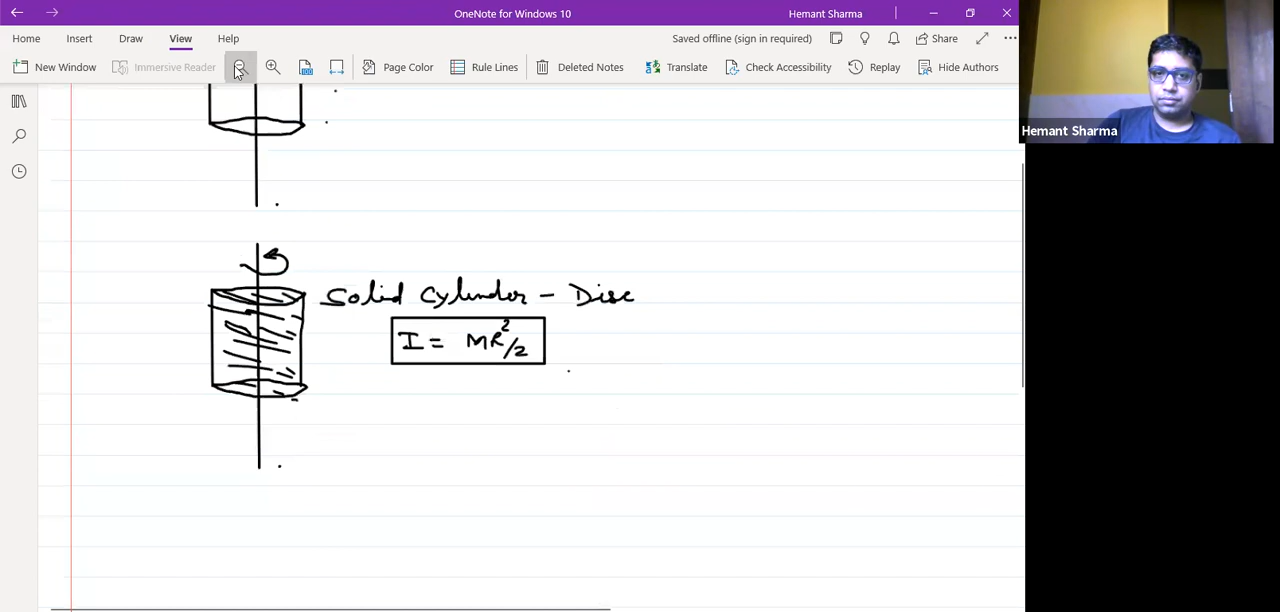 OneNote for Windows 10
Hemant Sharma
Home Insert Draw View Help
Saved offline (sign in required) Share
New Window Immersive Reader 100 Page Color Rule Lines Deleted Notes Translate Check Accessibility Replay Hide Authors
Hemant Sharma
Solid Cylinder - Disc
I = MR²/2